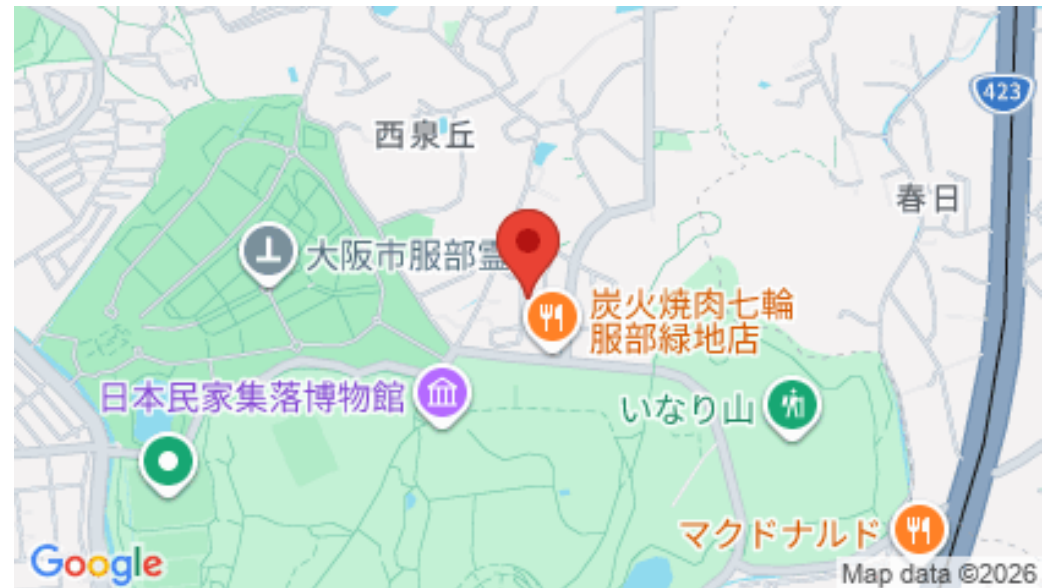 423
西泉丘
春日
大阪市服部霊
炭火焼肉七輪
服部緑地店
日本民家集落博物館
いなり山
マクドナルド
Google
Map data ©2026